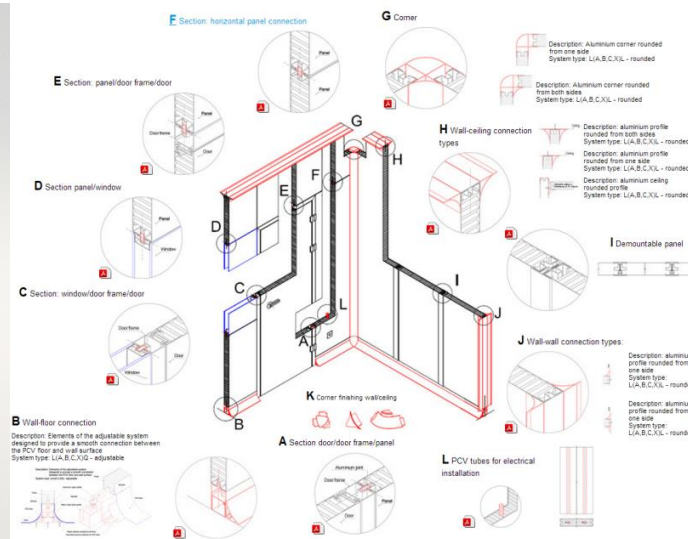 F Section: horizontal panel connection
Panel
Panel
G Corner
Description: Aluminium corner rounded
from one side
System type: L(A,B,C,X)L - rounded
Description: Aluminium corner rounded
from both sides
System type: L(A,B,C,X)L - rounded
E Section: panel/door frame/door
Panel
Door frame
Door
H Wall-ceiling connection
types
Description: aluminium profile
rounded from both sides
System type: L(A,B,C,X)L - rounded
Description: aluminium profile
rounded from one side
System type: L(A,B,C,X)L - rounded
Description: aluminium ceiling
rounded profile
System type: L(A,B,C,X)L - rounded
D Section panel/window
Panel
Window
I Demountable panel
C Section: window/door frame/door
Door frame
Door
Window
G
H
E
F
D
C
I
L
J
A
B
J Wall-wall connection types:
Description: aluminiu
profile rounded from
one side
System type:
L(A,B,C,X)L - rounde
Description: aluminiu
profile rounded from
one side
System type:
L(A,B,C,X)L - rounde
K Corner finishing wall/ceiling
B Wall-floor connection
Description: Elements of the adjustable system
designed to provide a smooth connection between
the PCV floor and wall surface
System type: L(A,B,C,X)Q - adjustable
A Section door/door frame/panel
Aluminium joint
Door frame
Panel
Door
L PCV tubes for electrical
installation